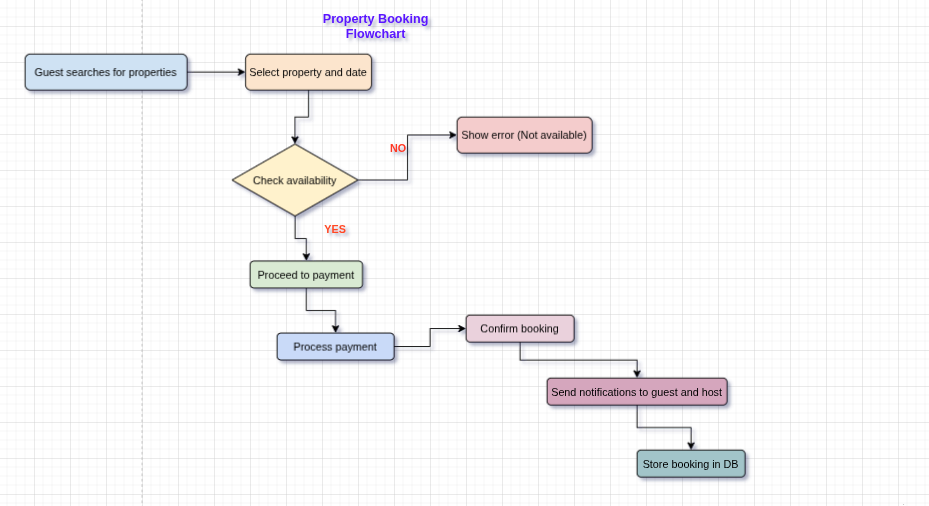 Property Booking
Flowchart
Guest searches for properties
Select property and date
Show error (Not available)
NO
Check availability
YES
Proceed to payment
Confirm booking
Process payment
Send notifications to guest and host
Store booking in DB